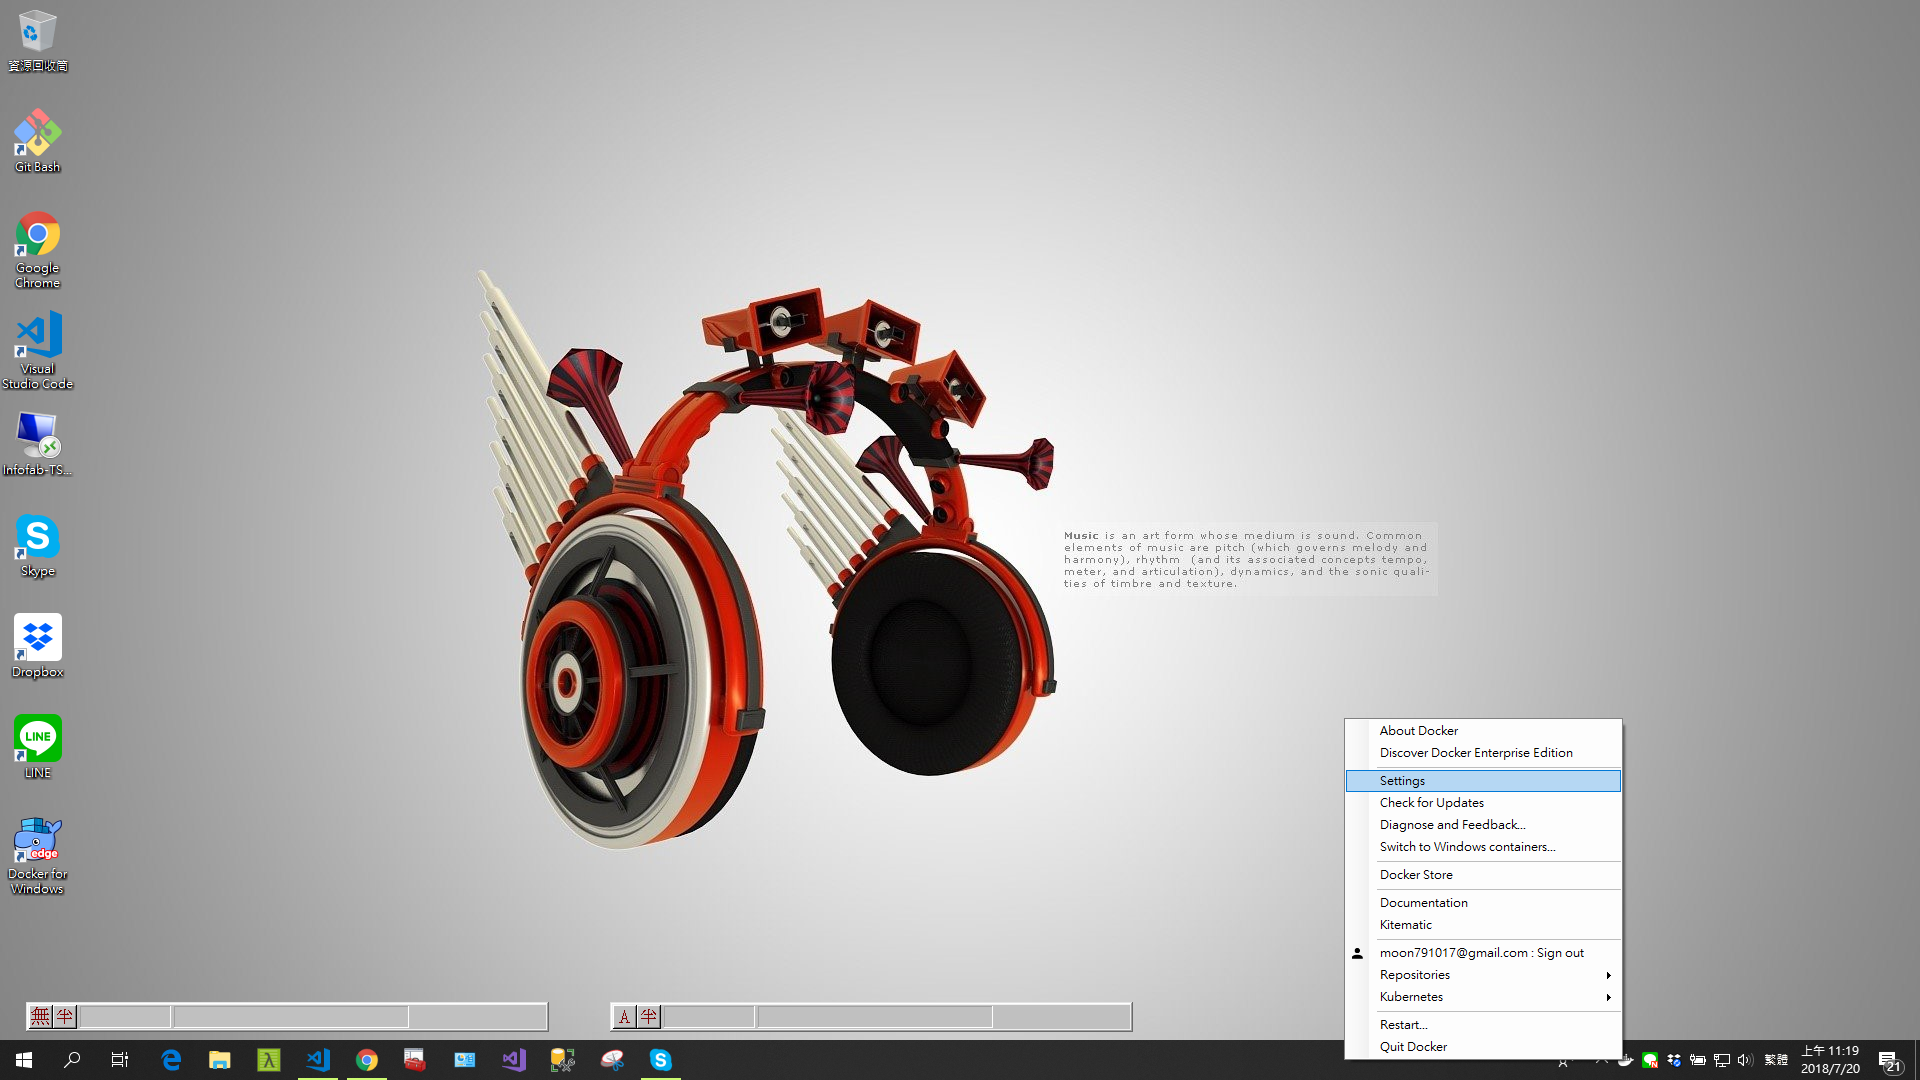 資源回收筒
Git Bash
Google
Chrome
Visual
Studio Code
Infofab-TS...
Skype
Dropbox
LINE
LINE
edge
Docker for
Windows
Music is an art form whose medium is sound. Common
elements of music are pitch (which governs melody and
harmony), rhythm (and its associated concepts tempo,
meter, and articulation), dynamics, and the sonic quali-
ties of timbre and texture.
About Docker
Discover Docker Enterprise Edition
Settings
Check for Updates
Diagnose and Feedback...
Switch to Windows containers...
Docker Store
Documentation
Kitematic
moon791017@gmail.com : Sign out
Repositories
Kubernetes
Restart...
Quit Docker
無 半
A 半
繁體
上午 11:19
2018/7/20
21